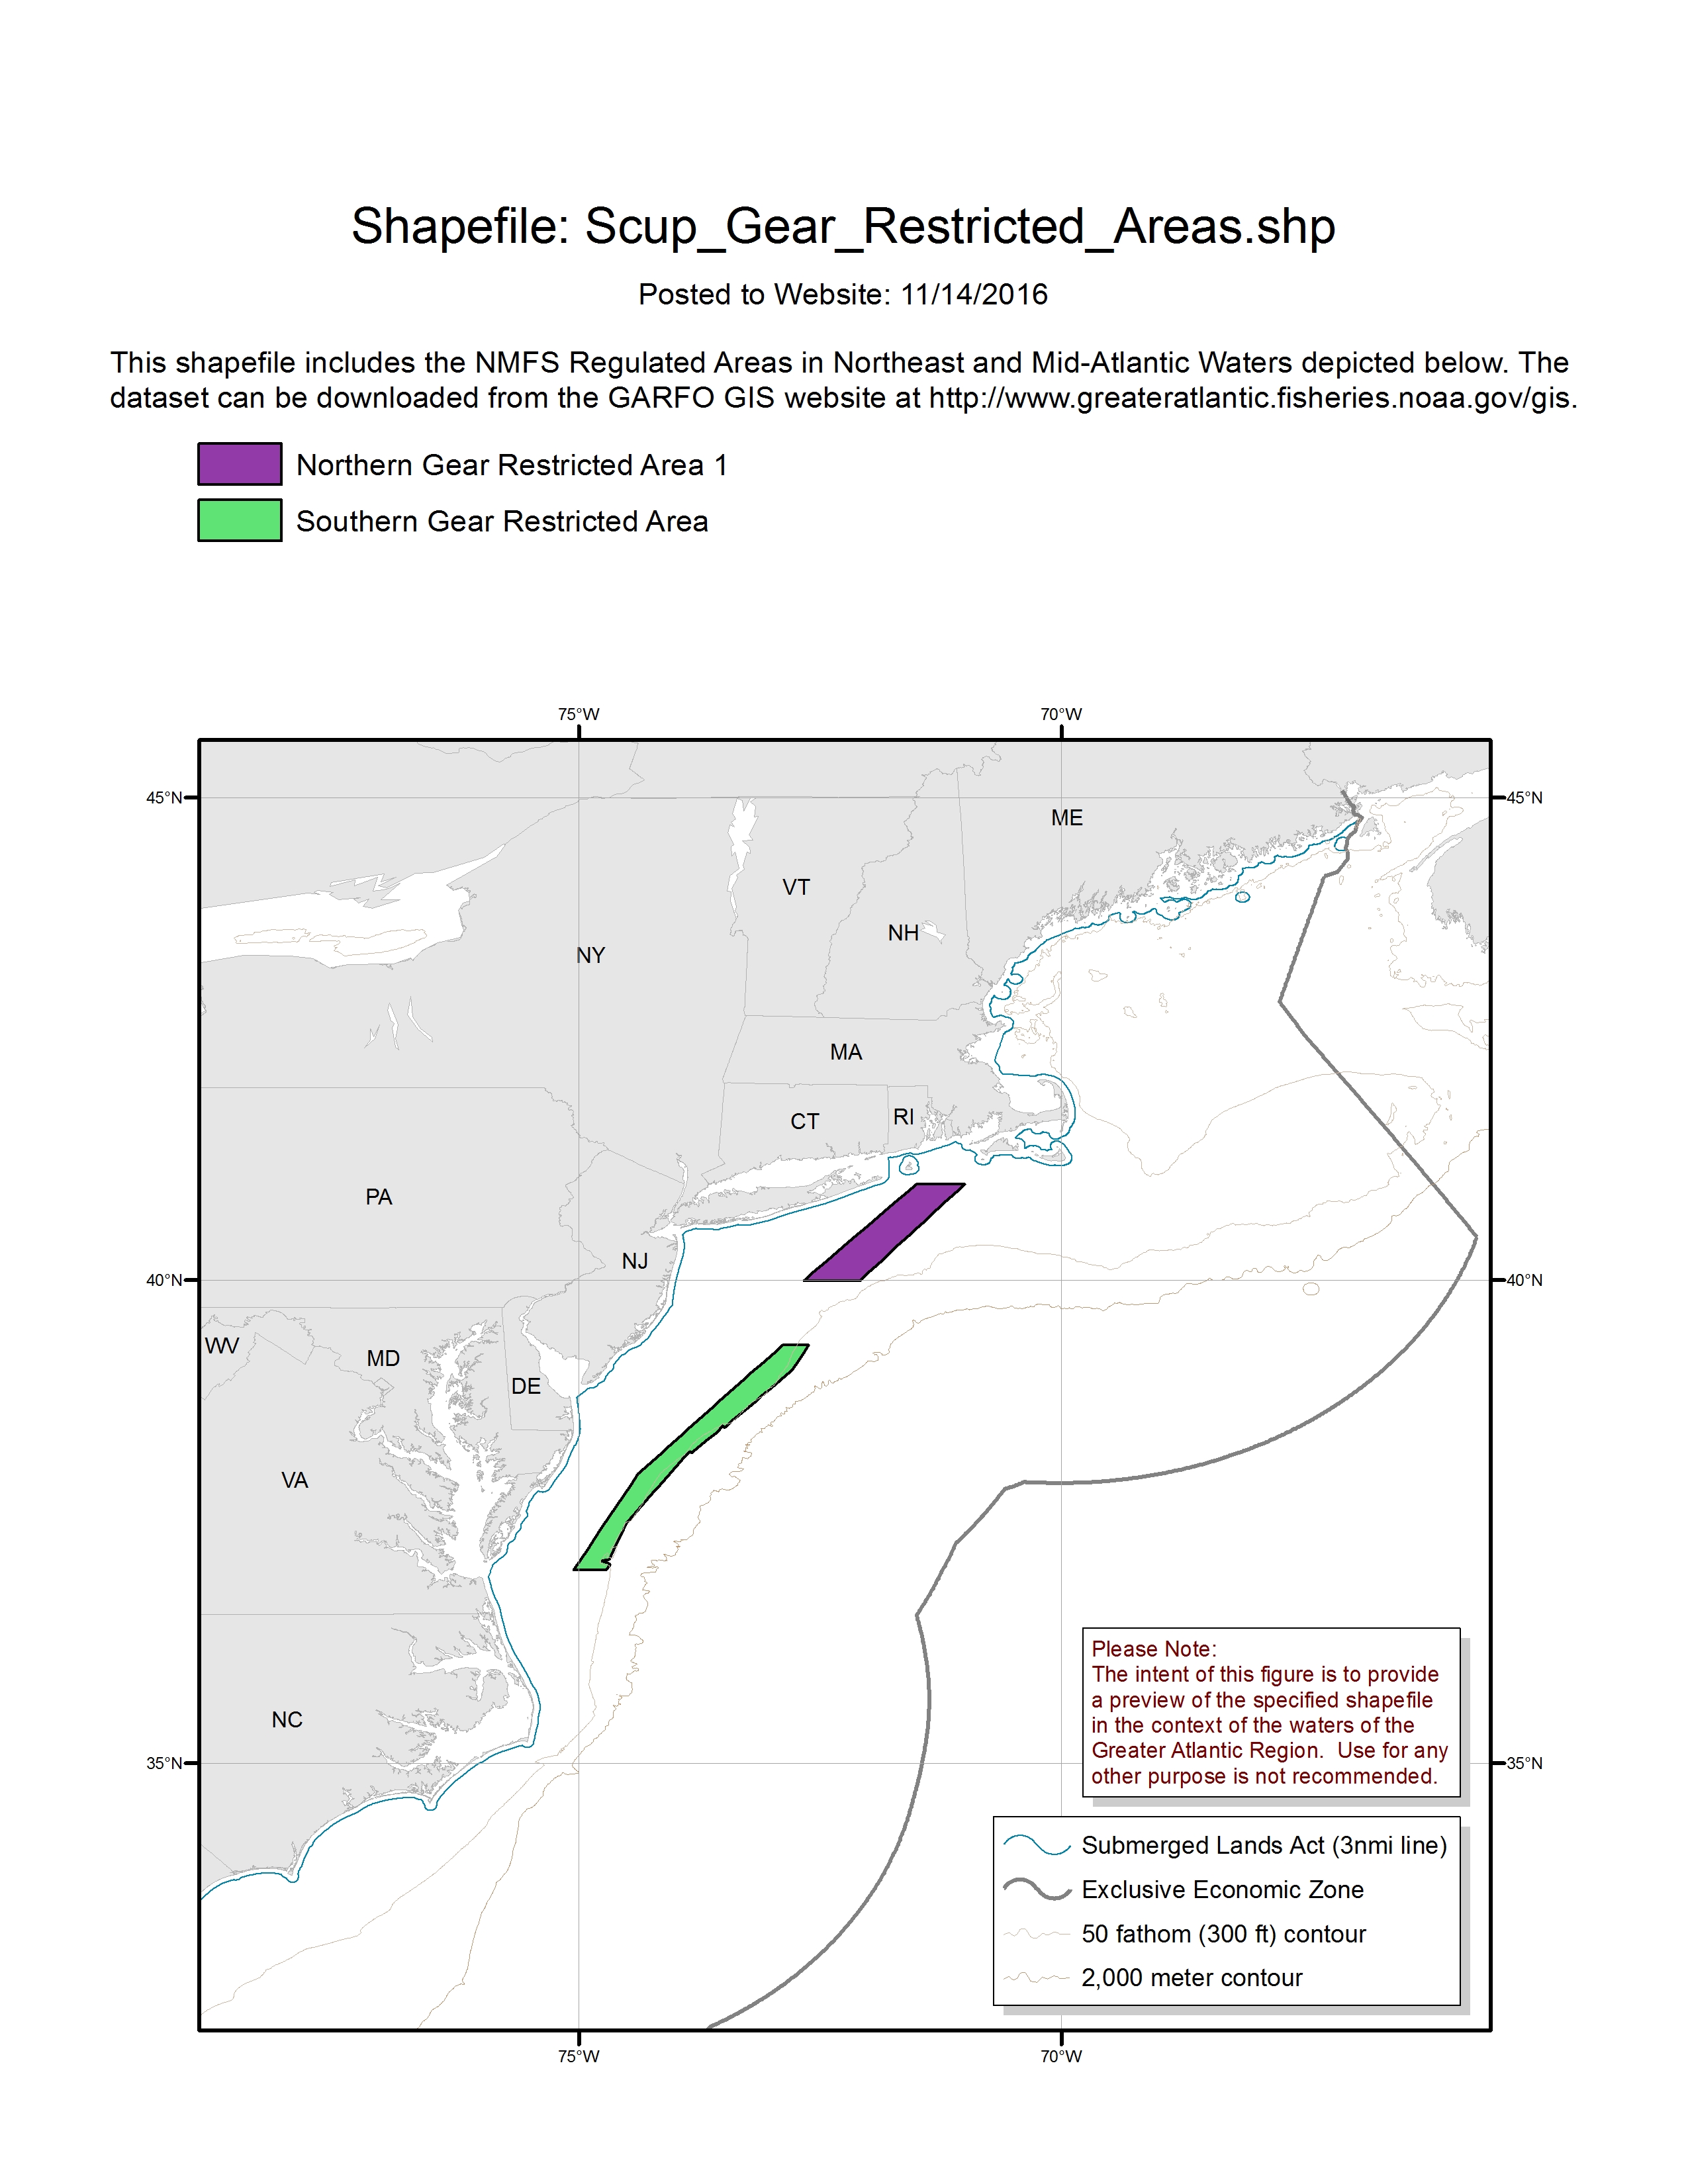 Shapefile: Scup_Gear_Restricted_Areas.shp
Posted to Website: 11/14/2016
This shapefile includes the NMFS Regulated Areas in Northeast and Mid-Atlantic Waters depicted below. The
dataset can be downloaded from the GARFO GIS website at http://www.greateratlantic.fisheries.noaa.gov/gis.
Northern Gear Restricted Area 1
Southern Gear Restricted Area
75°W
70°W
45°N
45°N
ME
VT
NH
NY
MA
CT
RI
PA
NJ
40°N
40°N
WV
MD
DE
VA
NC
35°N
35°N
Please Note:
The intent of this figure is to provide
a preview of the specified shapefile
in the context of the waters of the
Greater Atlantic Region.  Use for any
other purpose is not recommended.
Submerged Lands Act (3nmi line)
Exclusive Economic Zone
50 fathom (300 ft) contour
2,000 meter contour
75°W
70°W